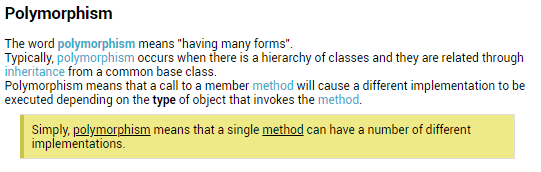 Polymorphism
The word polymorphism means "having many forms".
Typically, polymorphism occurs when there is a hierarchy of classes and they are related through
inheritance from a common base class.
Polymorphism means that a call to a member method will cause a different implementation to be
executed depending on the type of object that invokes the method.
Simply, polymorphism means that a single method can have a number of different
implementations.